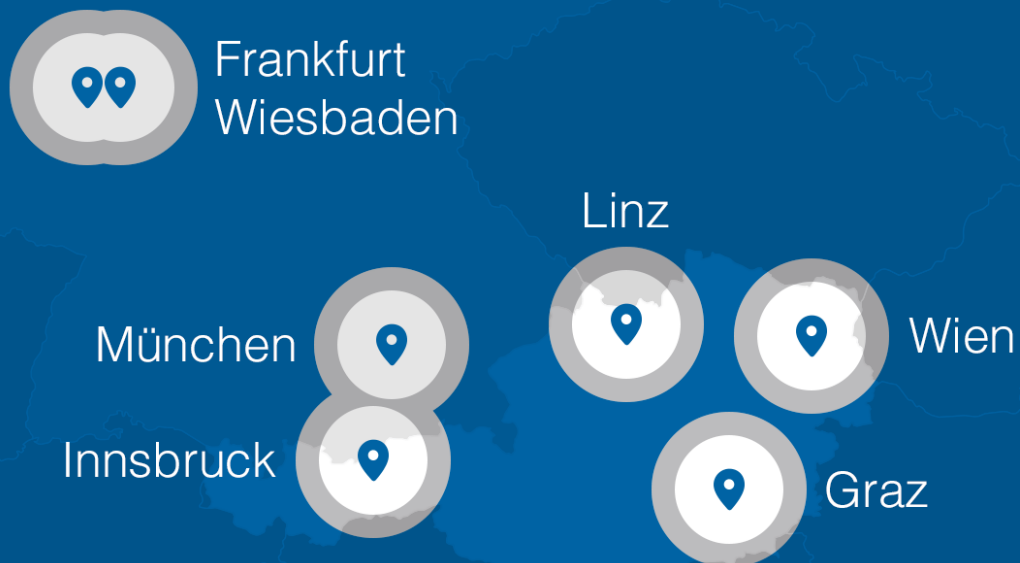 Frankfurt
Wiesbaden
Linz
München
Wien
Innsbruck
Graz